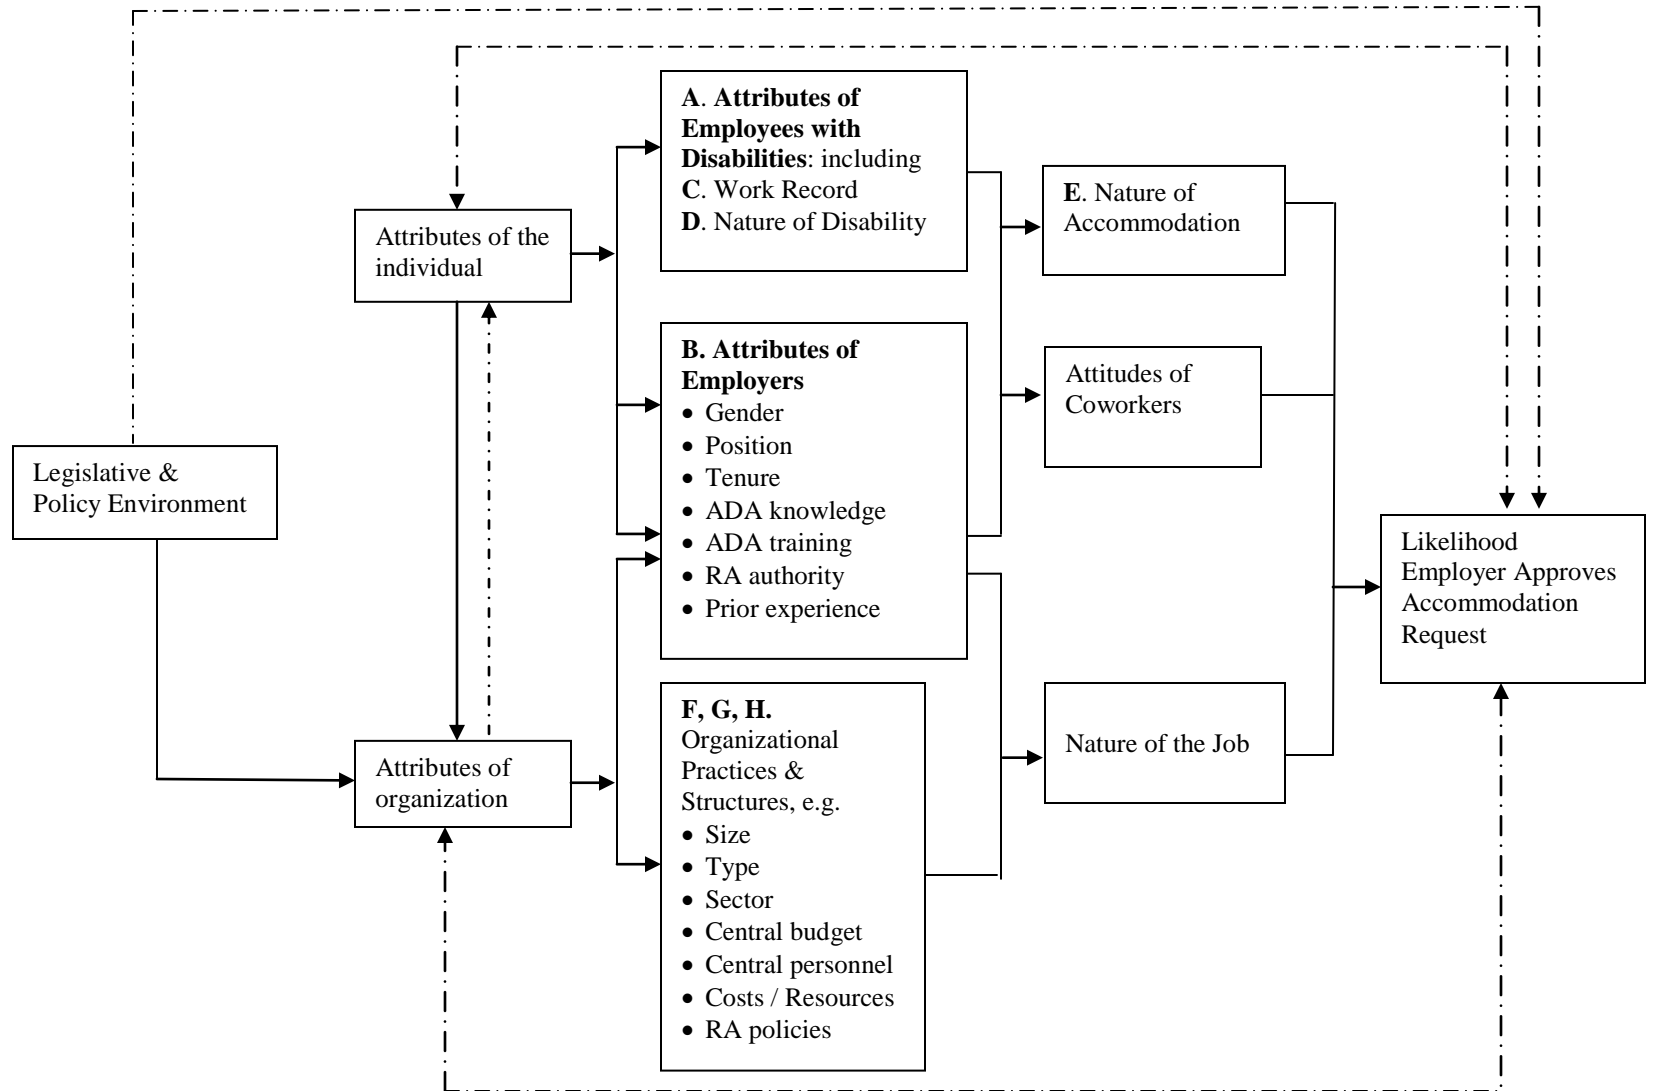 Legislative &
Policy Environment
Attributes of the
individual
Attributes of
organization
A. Attributes of
Employees with
Disabilities: including
C. Work Record
D. Nature of Disability
B. Attributes of
Employers
• Gender
• Position
• Tenure
• ADA knowledge
• ADA training
• RA authority
• Prior experience
F, G, H.
Organizational
Practices &
Structures, e.g.
• Size
• Type
• Sector
• Central budget
• Central personnel
• Costs / Resources
• RA policies
E. Nature of
Accommodation
Attitudes of
Coworkers
Nature of the Job
Likelihood
Employer Approves
Accommodation
Request